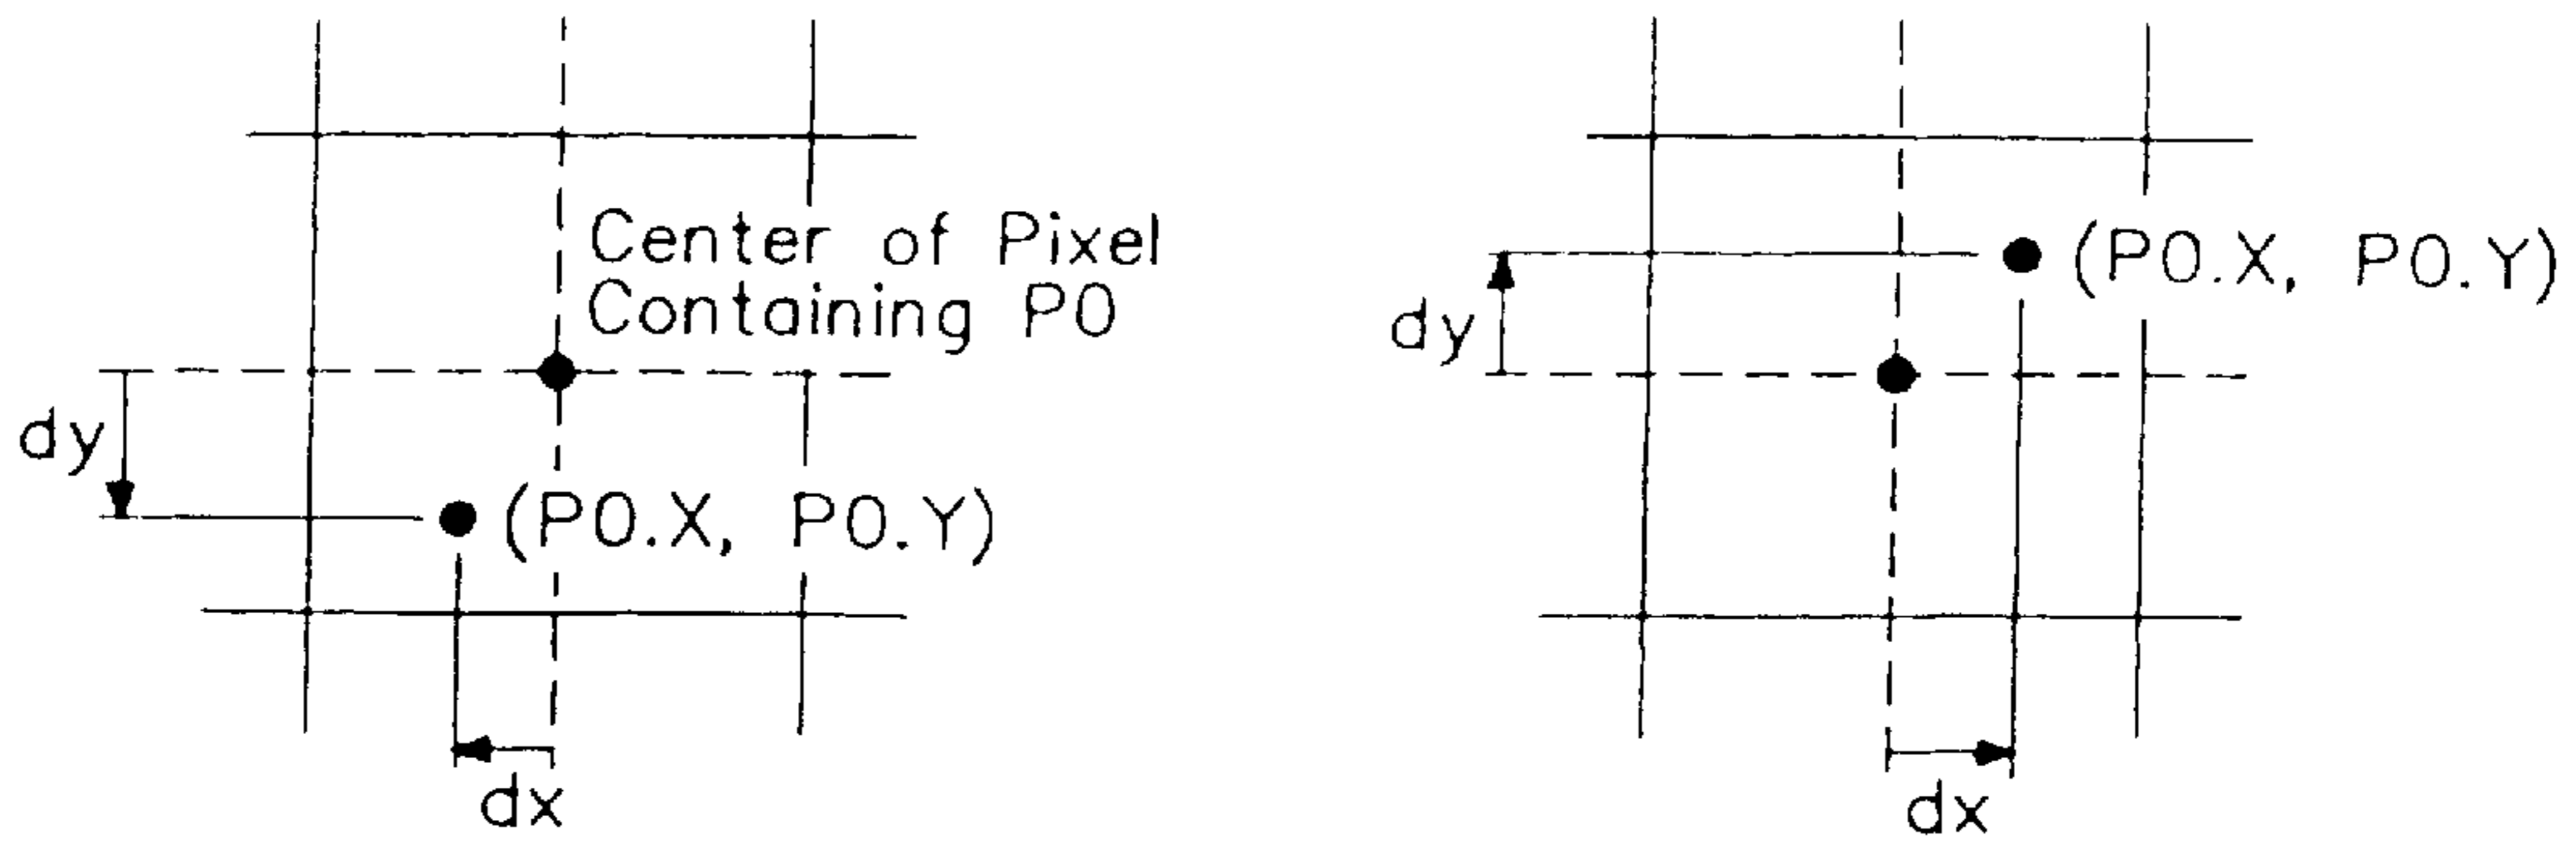 Center of Pixel
Containing P0
dy
(P0.X, P0.Y)
dx
(P0.X, P0.Y)
dy
dx